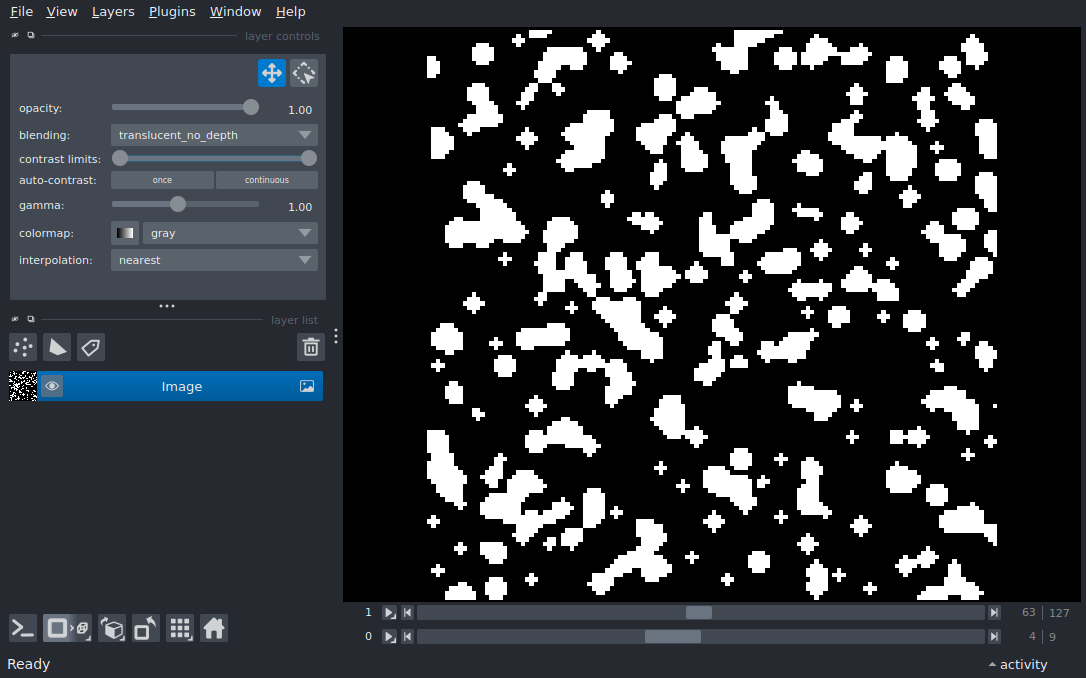 File View Layers Plugins Window Help
layer controls
opacity: 1.00
blending: translucent_no_depth
contrast limits:
auto-contrast: once continuous
gamma: 1.00
colormap: gray
interpolation: nearest
layer list
Image
1 63 127
0 4 9
Ready activity